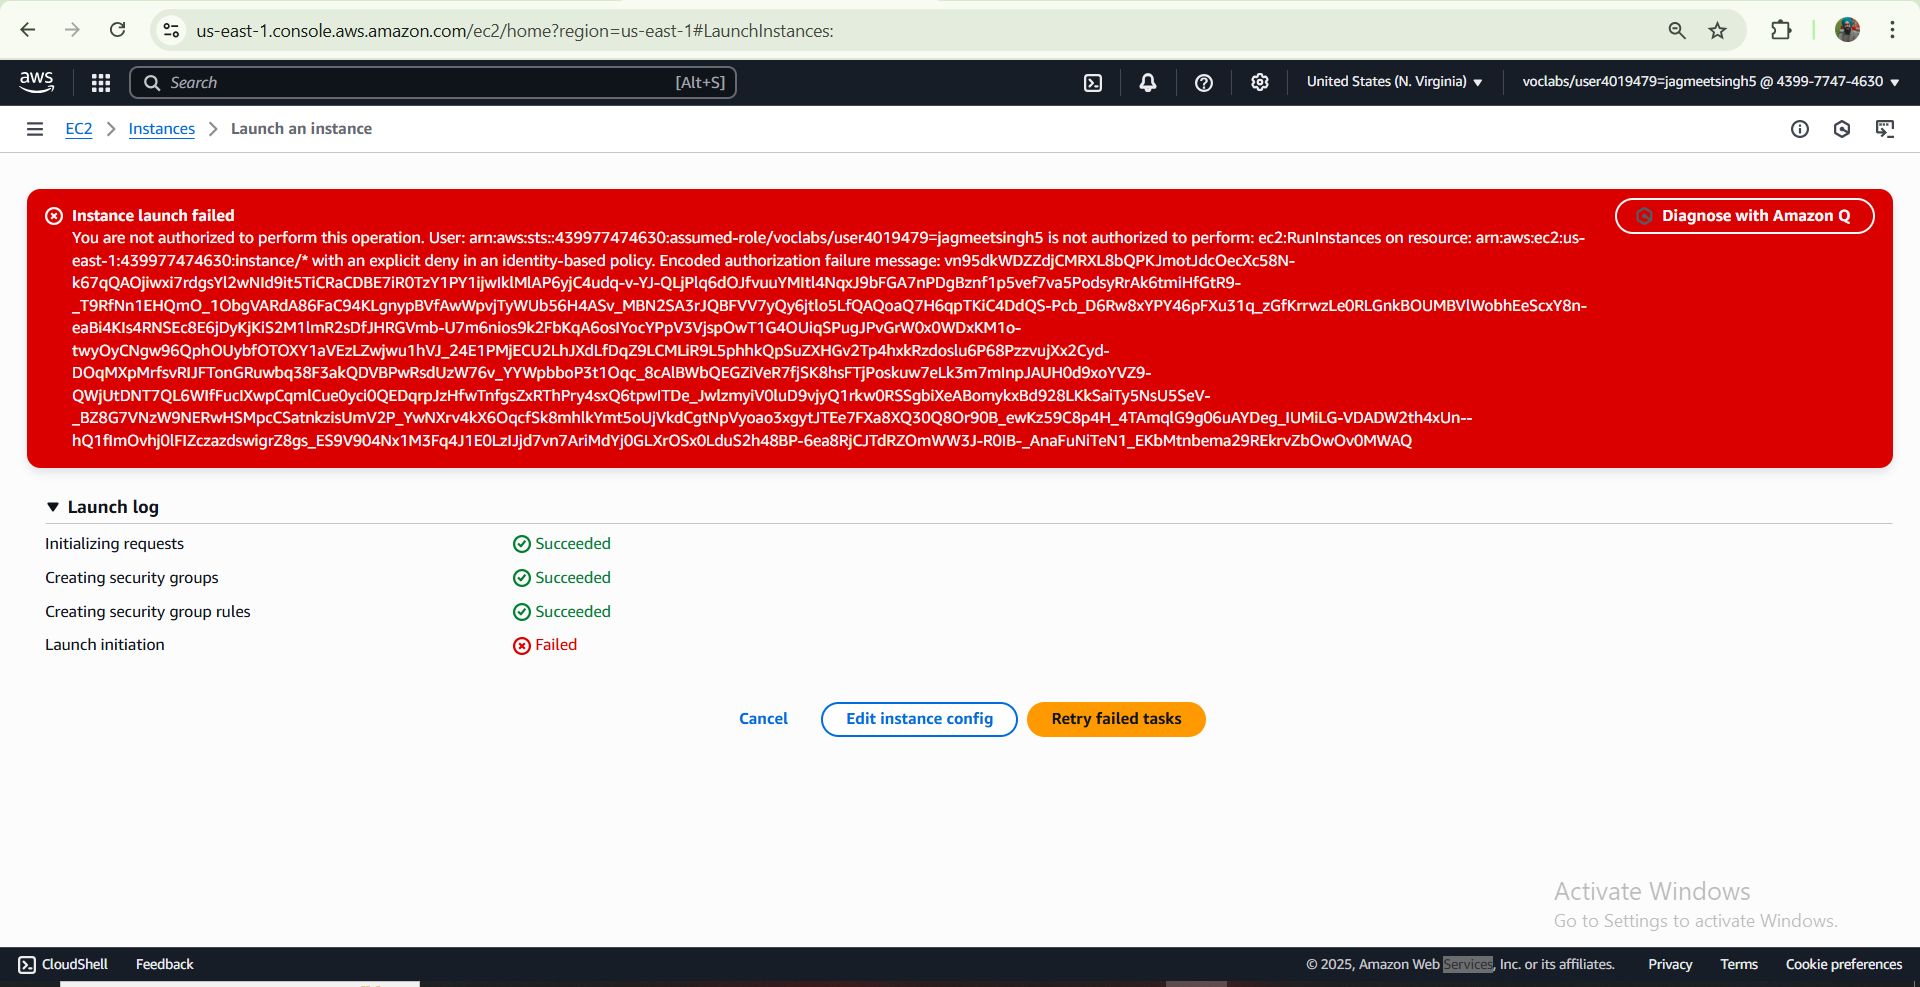 us-east-1.console.aws.amazon.com/ec2/home?region=us-east-1#LaunchInstances:
aws
Search [Alt+S]
United States (N. Virginia)
voclabs/user4019479=jagmeetsingh5 @ 4399-7747-4630
EC2 > Instances > Launch an instance
Instance launch failed
Diagnose with Amazon Q
You are not authorized to perform this operation. User: arn:aws:sts::439977474630:assumed-role/voclabs/user4019479=jagmeetsingh5 is not authorized to perform: ec2:RunInstances on resource: arn:aws:ec2:us-
east-1:439977474630:instance/* with an explicit deny in an identity-based policy. Encoded authorization failure message: vn95dkWDZZdjCMRXL8bQPKJmotJdcOecXc58N-
k67qQAOjiwxi7rdgsYl2wNId9it5TiCRaCDBE7iR0TzY1PY1ijwIklMlAP6yjC4udq-v-YJ-QLjPlq6dOJfvuuYMItl4NqxJ9bFGA7nPDgBznf1p5vef7va5PodsyRrAk6tmiHfGtR9-
_T9RfNn1EHQmO_1ObgVARdA86FaC94KLgnypBVfAwWpvjTyWUb56H4ASv_MBN2SA3rJQBFVV7yQy6jtlo5LfQAQoaQ7H6qpTKiC4DdQS-Pcb_D6Rw8xYPY46pFXu31q_zGfKrrwzLe0RLGnkBOUMBVlWobhEeScxY8n-
eaBi4KIs4RNSEc8E6jDyKjKiS2M1lmR2sDfJHRGVmb-U7m6nios9k2FbKqA6osIYocYPpV3VjspOwT1G4OUiqSPugJPvGrW0x0WDxKM1o-
twyOyCNgw96QphOUybfOTOXY1aVEzLZwjwu1hVJ_24E1PMjECU2LhJXdLfDqZ9LCMLiR9L5phhkQpSuZXHGv2Tp4hxkRzdoslu6P68PzzvujXx2Cyd-
DOqMXpMrfsvRIJFTonGRuwbq38F3akQDVBPwRsdUzW76v_YYWpbboP3t1Oqc_8cAlBWbQEGZiVeR7fjSK8hsFTjPoskuw7eLk3m7mInpJAUH0d9xoYVZ9-
QWjUtDNT7QL6WIfFucIXwpCqmlCue0yci0QEDqrpJzHfwTnfgsZxRThPry4sxQ6tpwITDe_JwlzmyiV0luD9vjyQ1rkw0RSSgbiXeABomykxBd928LKkSaiTy5NsU5SeV-
_BZ8G7VNzW9NERwHSMpcCSatnkzisUmV2P_YwNXrv4kX6OqcfSk8mhlkYmt5oUjVkdCgtNpVyoao3xgytJTEe7FXa8XQ30Q8Or90B_ewKz59C8p4H_4TAmqlG9g06uAYDeg_IUMiLG-VDADW2th4xUn--
hQ1fImOvhj0lFIZczazdswigrZ8gs_ES9V904Nx1M3Fq4J1E0LzIJjd7vn7AriMdYj0GLXrOSx0LduS2h48BP-6ea8RjCJTdRZOmWW3J-R0IB-_AnaFuNiTeN1_EKbMtnbema29REkrvZbOwOv0MWAQ
Launch log
Initializing requests Succeeded
Creating security groups Succeeded
Creating security group rules Succeeded
Launch initiation Failed
Cancel
Edit instance config
Retry failed tasks
Activate Windows
Go to Settings to activate Windows.
CloudShell
Feedback
© 2025, Amazon Web Services, Inc. or its affiliates.
Privacy
Terms
Cookie preferences